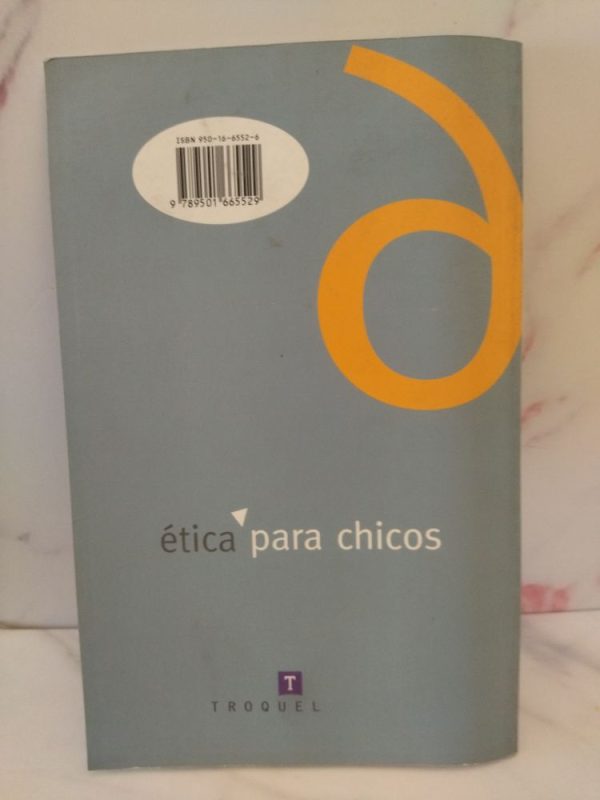 ISBN 950-16-6552-6
9 789501 665529
ética para chicos
T
TROQUEL